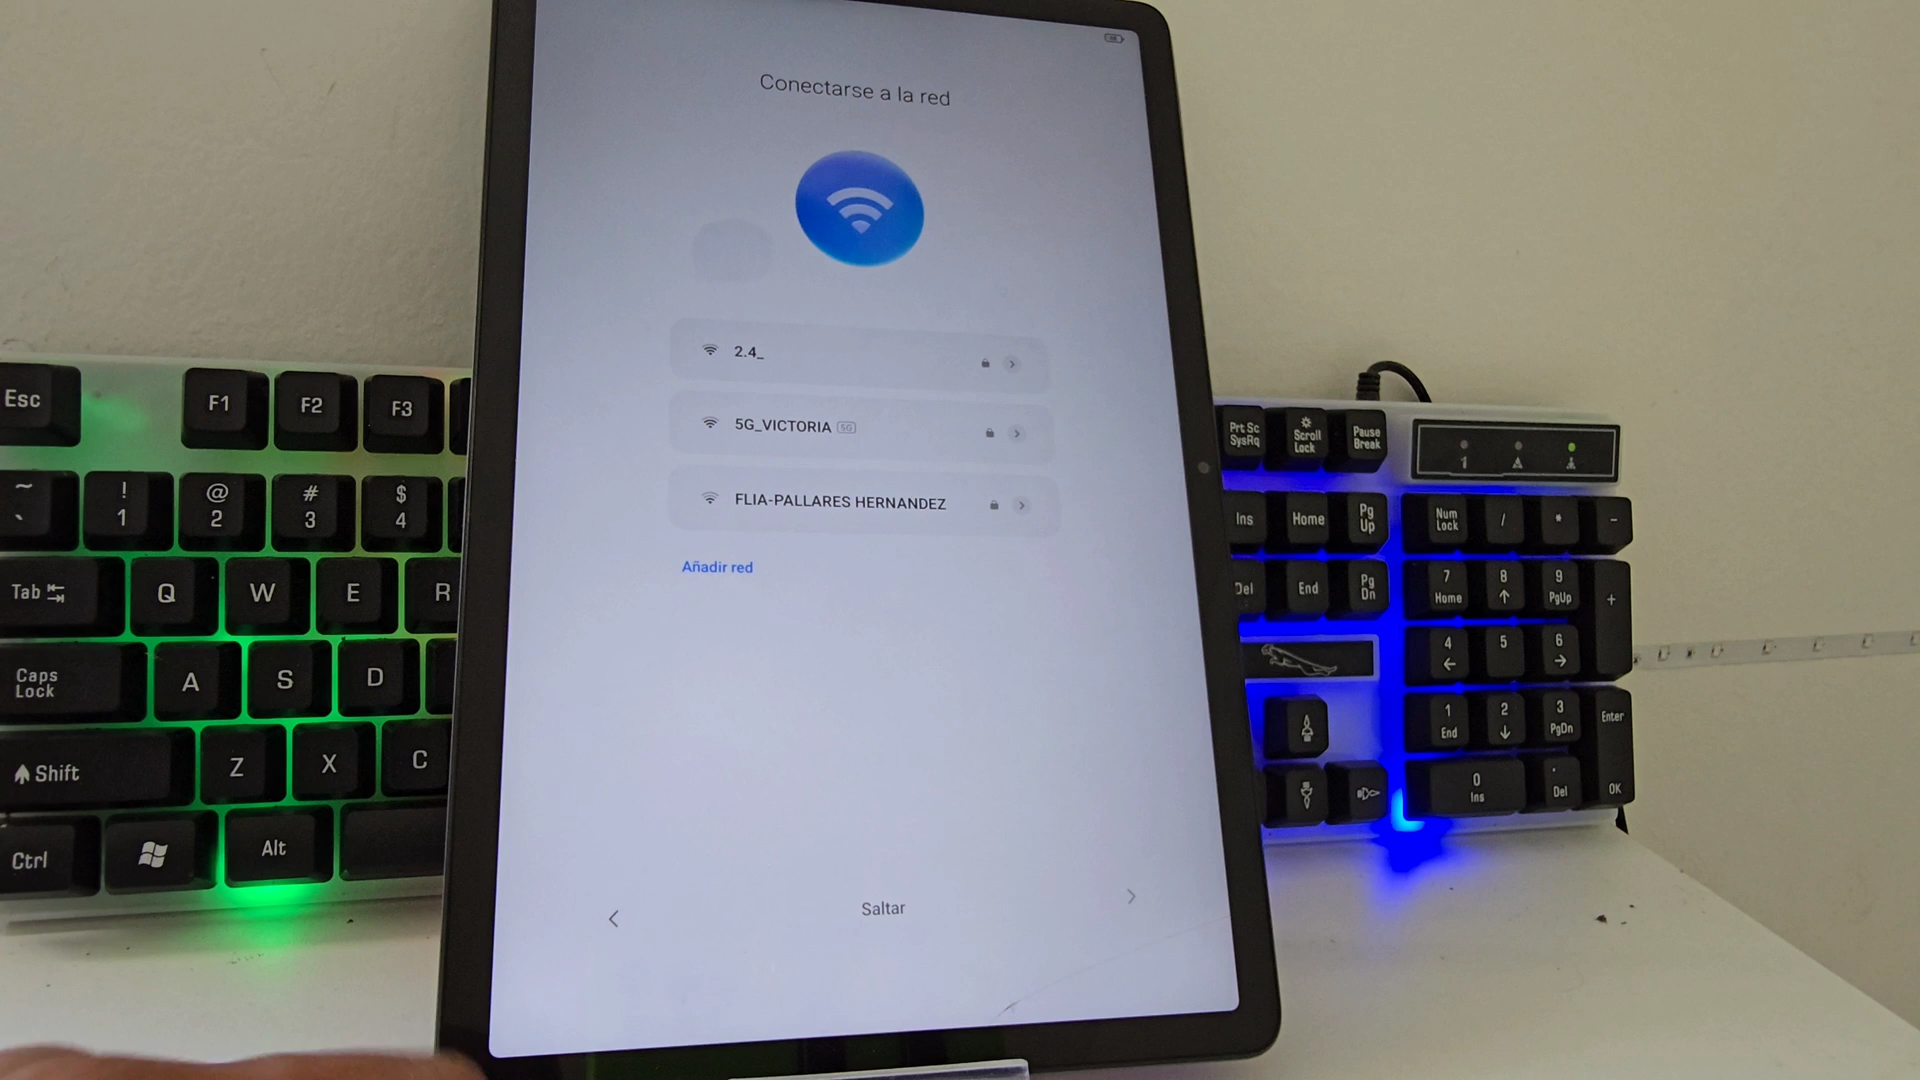 Conectarse a la red
2.4_
5G_VICTORIA 5G
FLIA-PALLARES HERNANDEZ
Añadir red
Saltar
Esc
F1
F2
F3
~
`
!
1
@
2
#
3
$
4
Tab
Q
W
E
R
Caps
Lock
A
S
D
Shift
Z
X
C
Ctrl
Alt
Prt Sc
SysRq
Scroll
Lock
Pause
Break
1
A
Ins
Home
Pg
Up
Del
End
Pg
Dn
Num
Lock
/
*
-
7
Home
8
9
PgUp
+
4
5
6
1
End
2
3
PgDn
Enter
OK
0
Ins
.
Del